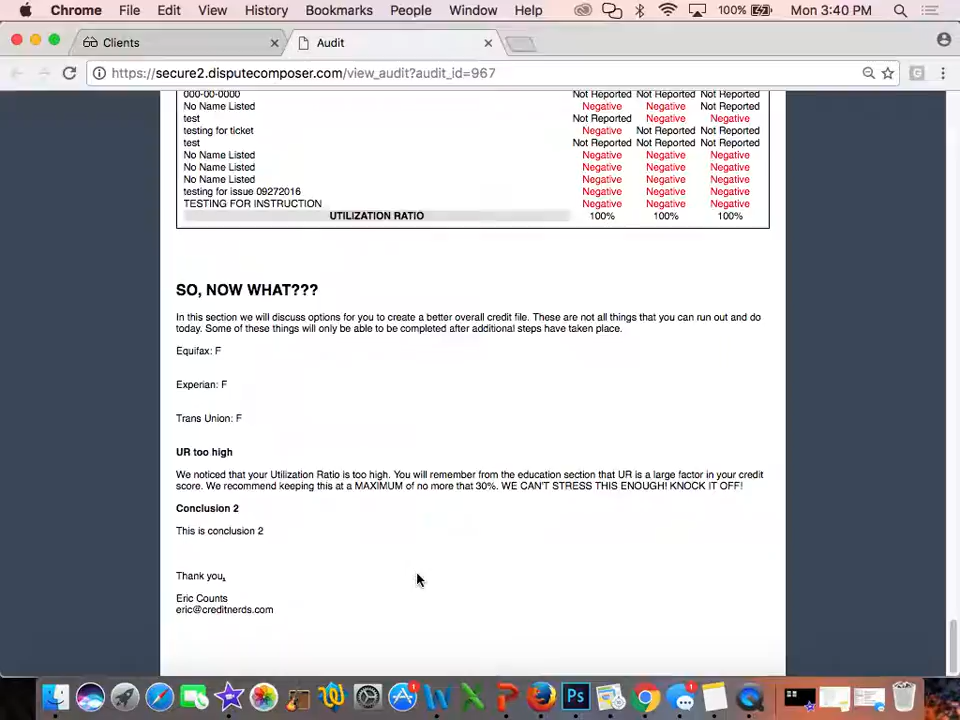 Chrome File Edit View History Bookmarks People Window Help 100% Mon 3:40 PM
Clients Audit
https://secure2.disputecomposer.com/view_audit?audit_id=967
000-00-0000 Not Reported Not Reported Not Reported
No Name Listed Negative Negative Not Reported
test Not Reported Negative Negative
testing for ticket Negative Not Reported Not Reported
test Not Reported Not Reported Not Reported
No Name Listed Negative Negative Negative
No Name Listed Negative Negative Negative
No Name Listed Negative Negative Negative
testing for issue 09272016 Negative Negative Negative
TESTING FOR INSTRUCTION Negative Negative Negative
UTILIZATION RATIO 100% 100% 100%
SO, NOW WHAT???
In this section we will discuss options for you to create a better overall credit file. These are not all things that you can run out and do
today. Some of these things will only be able to be completed after additional steps have taken place.
Equifax: F
Experian: F
Trans Union: F
UR too high
We noticed that your Utilization Ratio is too high. You will remember from the education section that UR is a large factor in your credit
score. We recommend keeping this at a MAXIMUM of no more that 30%. WE CAN'T STRESS THIS ENOUGH! KNOCK IT OFF!
Conclusion 2
This is conclusion 2
Thank you,
Eric Counts
eric@creditnerds.com